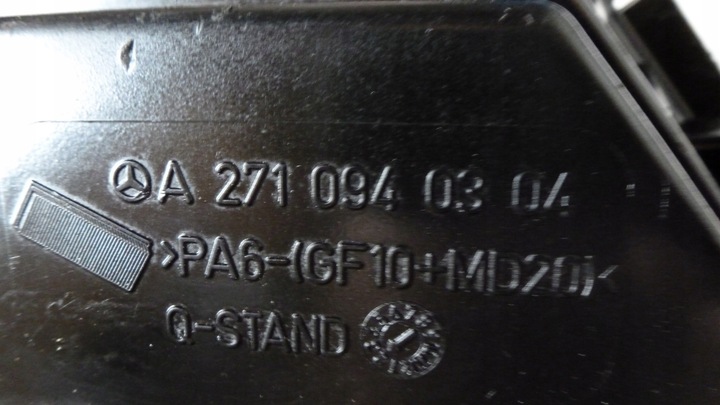 A 271 094 03 04
>PA6-(GF10+MD20)<
Q-STAND